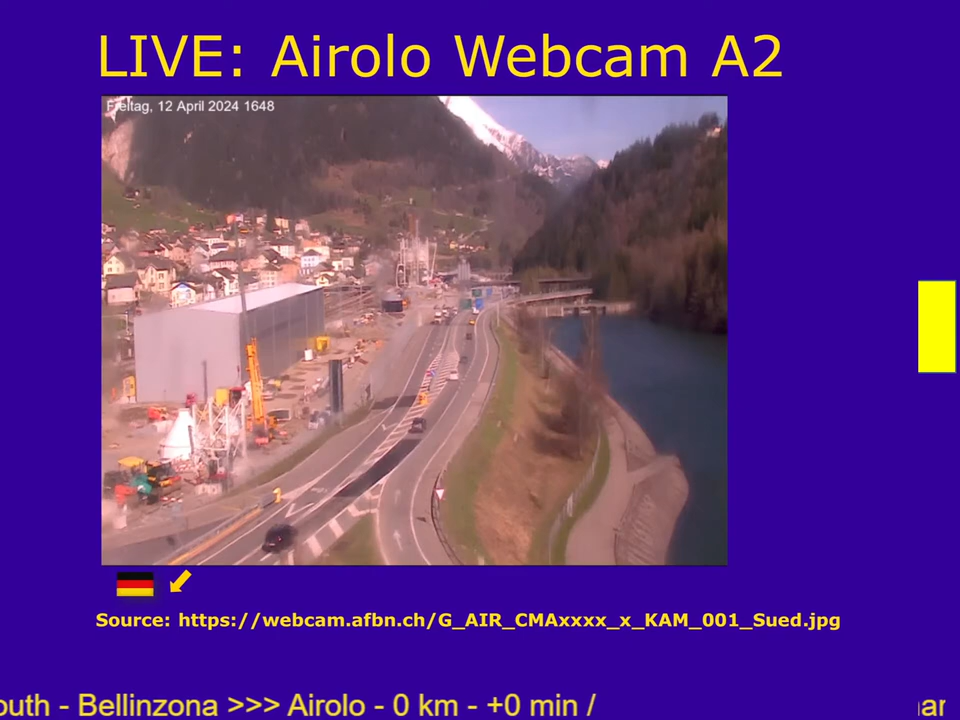 LIVE: Airolo Webcam A2
Freitag, 12 April 2024 1648
Source: https://webcam.afbn.ch/G_AIR_CMAxxxx_x_KAM_001_Sued.jpg
outh - Bellinzona >>> Airolo - 0 km - +0 min /